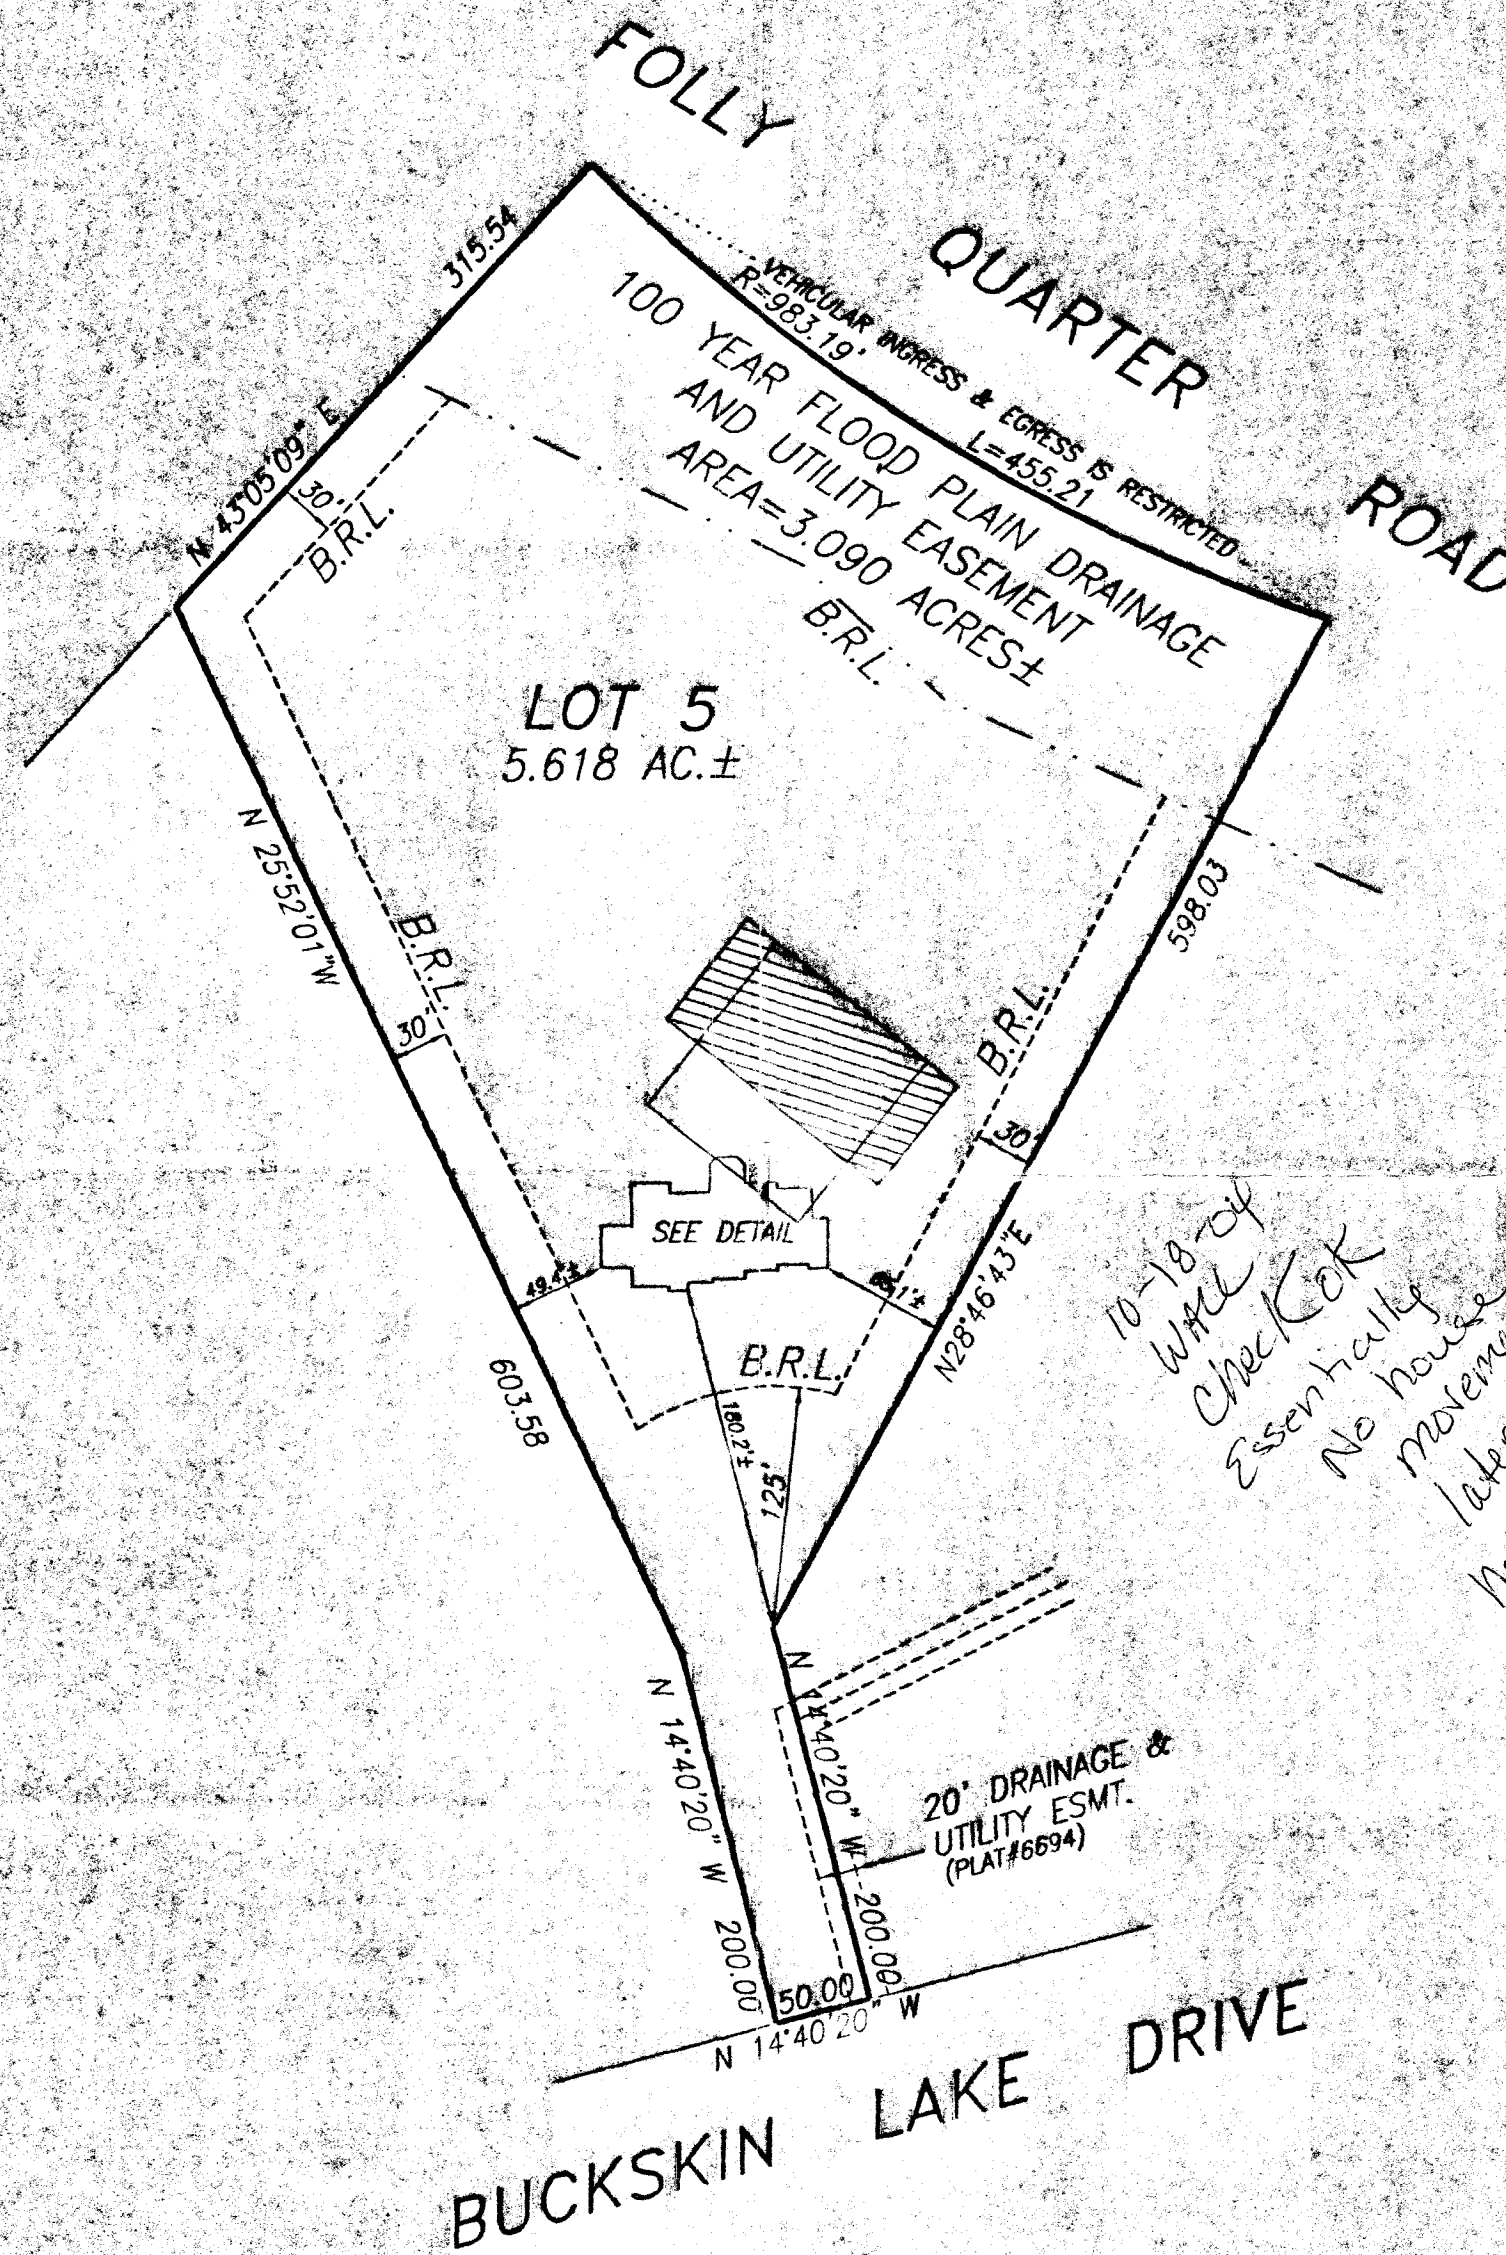 FOLLY
QUARTER
ROAD
315.54
N 43°05'09" E
VEHICULAR INGRESS & EGRESS IS RESTRICTED
R=983.19'
L=455.21
100 YEAR FLOOD PLAIN DRAINAGE
AND UTILITY EASEMENT
AREA=3.090 ACRES±
B.R.L.
30'
B.R.L.
LOT 5
5.618 AC.±
N 25°52'01"W
B.R.L.
30'
598.03
B.R.L.
30'
SEE DETAIL
49.4'±
N28°46'43"E
10-18-04
WALL
Check OK
Essentially
No house
B.R.L.
603.58
180.2'±
125'
N 14°40'20" W
200.00
N 14°40'20" W
200.00
20' DRAINAGE &
UTILITY ESMT.
(PLAT#6694)
50.00
N 14°40'20" W
BUCKSKIN LAKE DRIVE